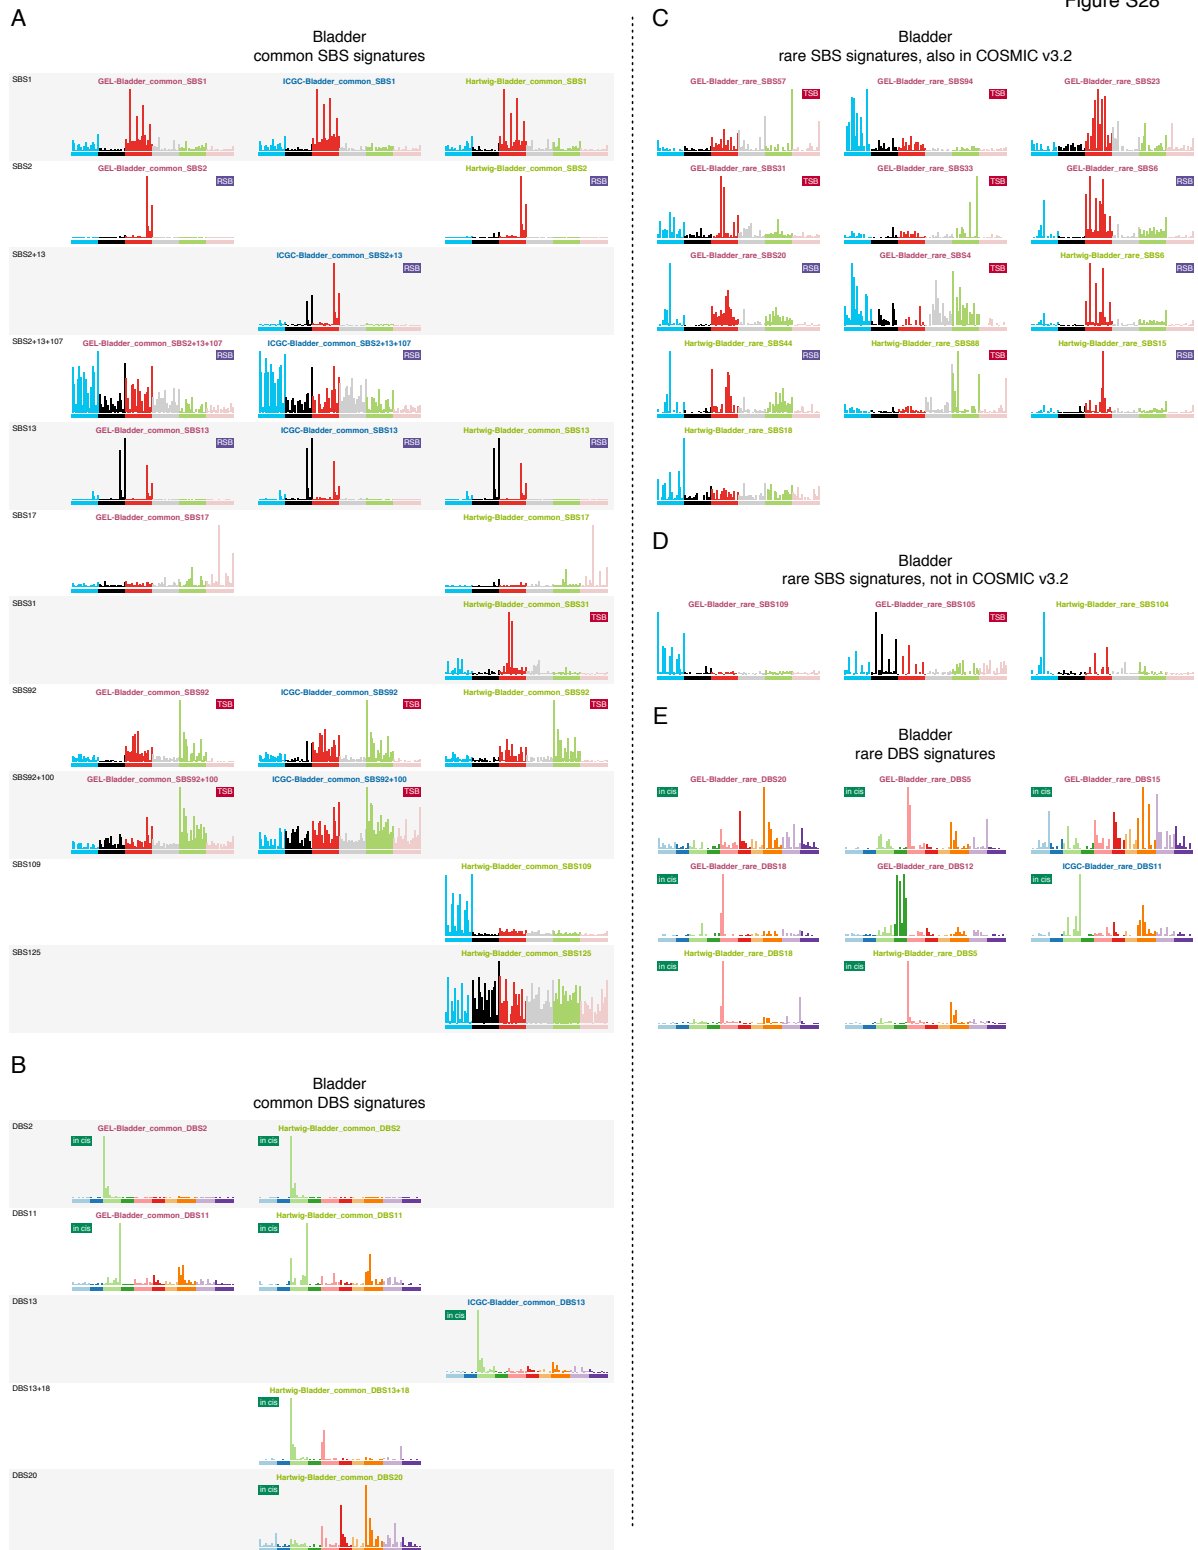 Figure S28
A
Bladder
common SBS signatures
SBS1
GEL-Bladder_common_SBS1
ICGC-Bladder_common_SBS1
Hartwig-Bladder_common_SBS1
SBS2
GEL-Bladder_common_SBS2
RSB
Hartwig-Bladder_common_SBS2
RSB
SBS2+13
ICGC-Bladder_common_SBS2+13
RSB
SBS2+13+107
GEL-Bladder_common_SBS2+13+107
RSB
ICGC-Bladder_common_SBS2+13+107
RSB
SBS13
GEL-Bladder_common_SBS13
RSB
ICGC-Bladder_common_SBS13
RSB
Hartwig-Bladder_common_SBS13
RSB
SBS17
GEL-Bladder_common_SBS17
Hartwig-Bladder_common_SBS17
SBS31
Hartwig-Bladder_common_SBS31
TSB
SBS92
GEL-Bladder_common_SBS92
TSB
ICGC-Bladder_common_SBS92
TSB
Hartwig-Bladder_common_SBS92
TSB
SBS92+100
GEL-Bladder_common_SBS92+100
TSB
ICGC-Bladder_common_SBS92+100
TSB
SBS109
Hartwig-Bladder_common_SBS109
SBS125
Hartwig-Bladder_common_SBS125
B
Bladder
common DBS signatures
DBS2
GEL-Bladder_common_DBS2
in cis
Hartwig-Bladder_common_DBS2
in cis
DBS11
GEL-Bladder_common_DBS11
in cis
Hartwig-Bladder_common_DBS11
in cis
DBS13
ICGC-Bladder_common_DBS13
in cis
DBS13+18
Hartwig-Bladder_common_DBS13+18
in cis
DBS20
Hartwig-Bladder_common_DBS20
in cis
C
Bladder
rare SBS signatures, also in COSMIC v3.2
GEL-Bladder_rare_SBS57
TSB
GEL-Bladder_rare_SBS94
TSB
GEL-Bladder_rare_SBS23
GEL-Bladder_rare_SBS31
TSB
GEL-Bladder_rare_SBS33
TSB
GEL-Bladder_rare_SBS6
RSB
GEL-Bladder_rare_SBS20
RSB
GEL-Bladder_rare_SBS4
TSB
Hartwig-Bladder_rare_SBS6
RSB
Hartwig-Bladder_rare_SBS44
RSB
Hartwig-Bladder_rare_SBS88
TSB
Hartwig-Bladder_rare_SBS15
RSB
Hartwig-Bladder_rare_SBS18
D
Bladder
rare SBS signatures, not in COSMIC v3.2
GEL-Bladder_rare_SBS109
GEL-Bladder_rare_SBS105
TSB
Hartwig-Bladder_rare_SBS104
E
Bladder
rare DBS signatures
GEL-Bladder_rare_DBS20
in cis
GEL-Bladder_rare_DBS5
in cis
GEL-Bladder_rare_DBS15
in cis
GEL-Bladder_rare_DBS18
in cis
GEL-Bladder_rare_DBS12
ICGC-Bladder_rare_DBS11
in cis
Hartwig-Bladder_rare_DBS18
in cis
Hartwig-Bladder_rare_DBS5
in cis